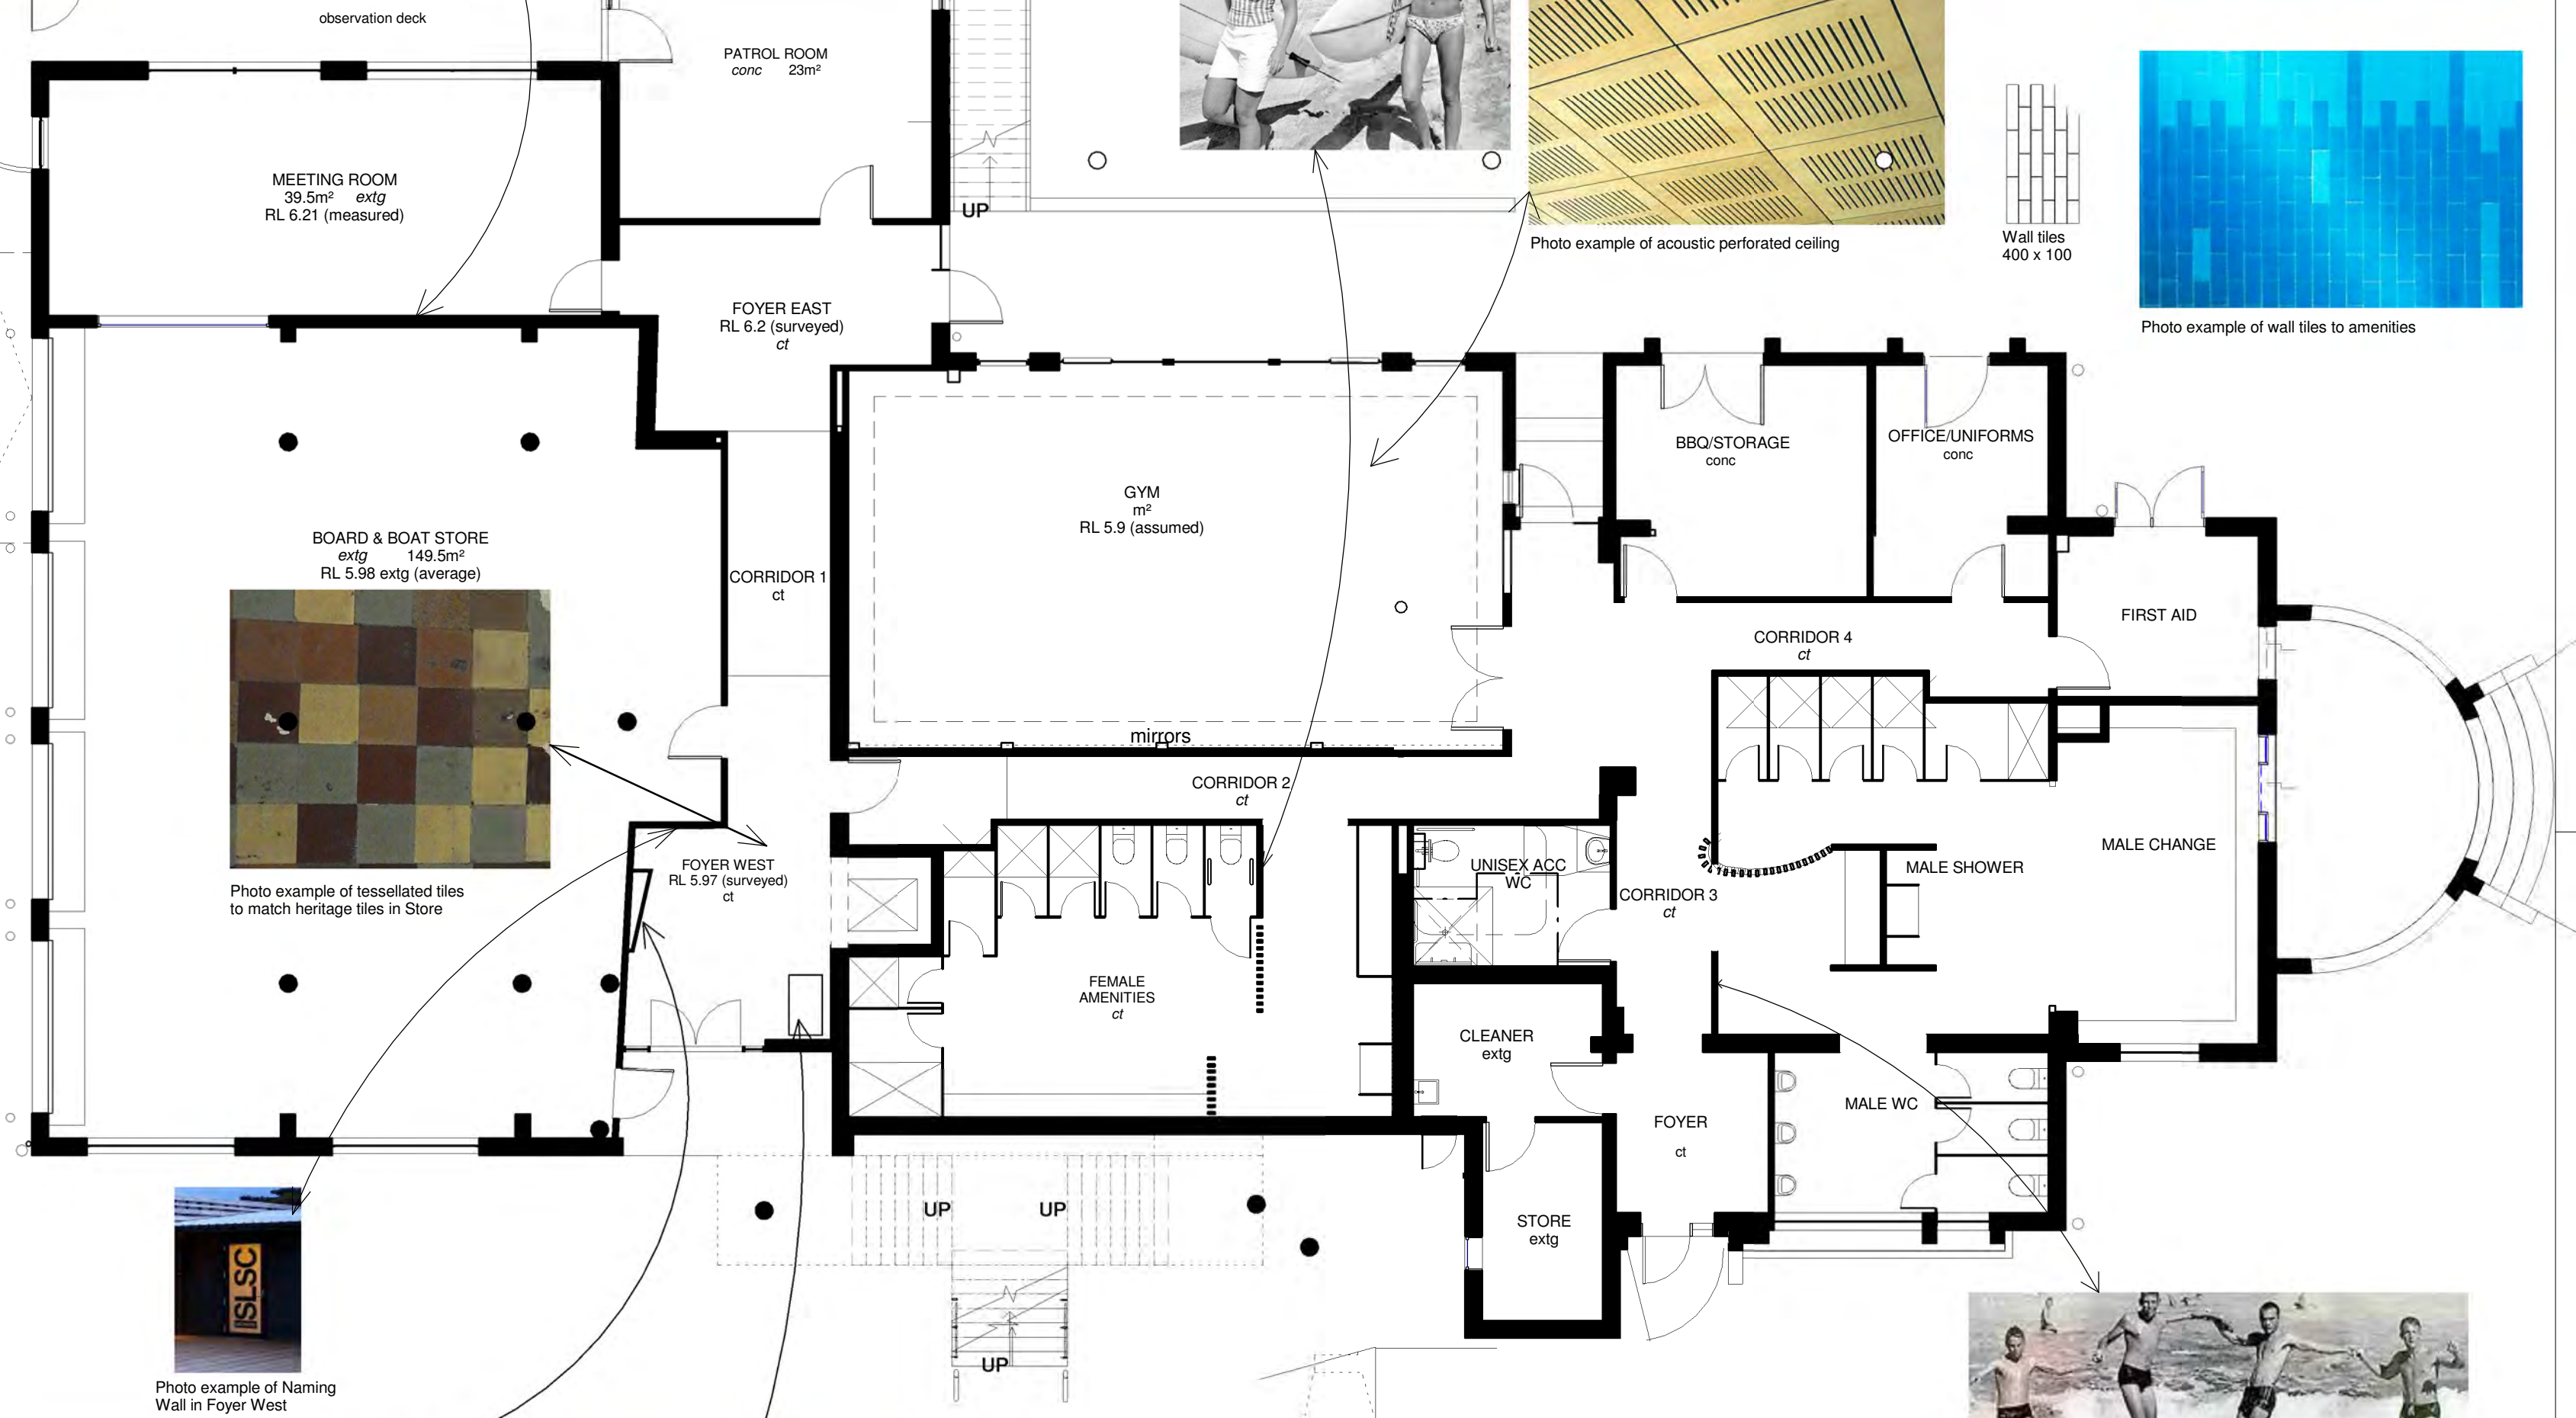 observation deck
PATROL ROOM
conc 23m²
MEETING ROOM
39.5m² extg
RL 6.21 (measured)
UP
Photo example of acoustic perforated ceiling
Wall tiles
400 x 100
Photo example of wall tiles to amenities
FOYER EAST
RL 6.2 (surveyed)
ct
BBQ/STORAGE
conc
OFFICE/UNIFORMS
conc
GYM
m²
RL 5.9 (assumed)
BOARD & BOAT STORE
extg 149.5m²
RL 5.98 extg (average)
CORRIDOR 1
ct
FIRST AID
CORRIDOR 4
ct
mirrors
CORRIDOR 2
ct
Photo example of tessellated tiles
to match heritage tiles in Store
FOYER WEST
RL 5.97 (surveyed)
ct
UNISEX ACC
WC
CORRIDOR 3
ct
MALE SHOWER
MALE CHANGE
FEMALE
AMENITIES
ct
CLEANER
extg
FOYER
ct
MALE WC
UP
UP
STORE
extg
ISLSC
UP
Photo example of Naming
Wall in Foyer West